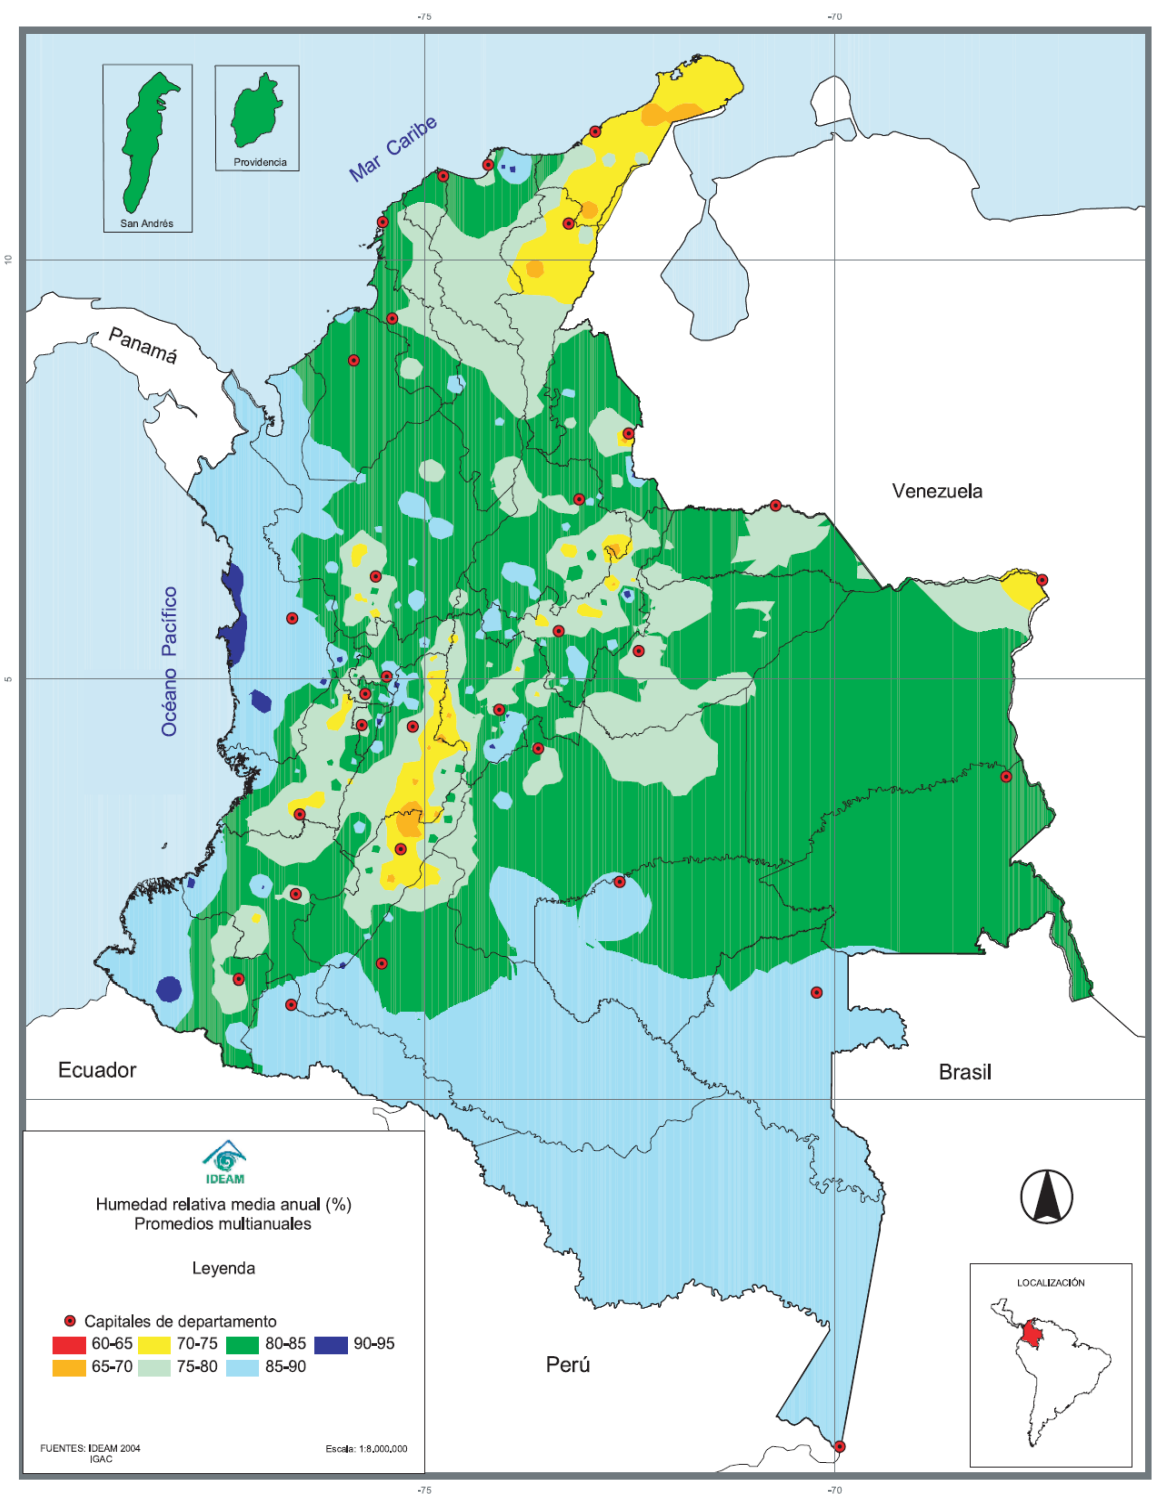 -75
-70
Mar Caribe
San Andrés
Providencia
10
Panamá
Venezuela
Océano Pacífico
5
Ecuador
Brasil
IDEAM
Humedad relativa media anual (%)
Promedios multianuales
Leyenda
Capitales de departamento
60-65
70-75
80-85
90-95
65-70
75-80
85-90
Perú
LOCALIZACIÓN
FUENTES: IDEAM 2004
IGAC
Escala: 1:8.000.000
-75
-70